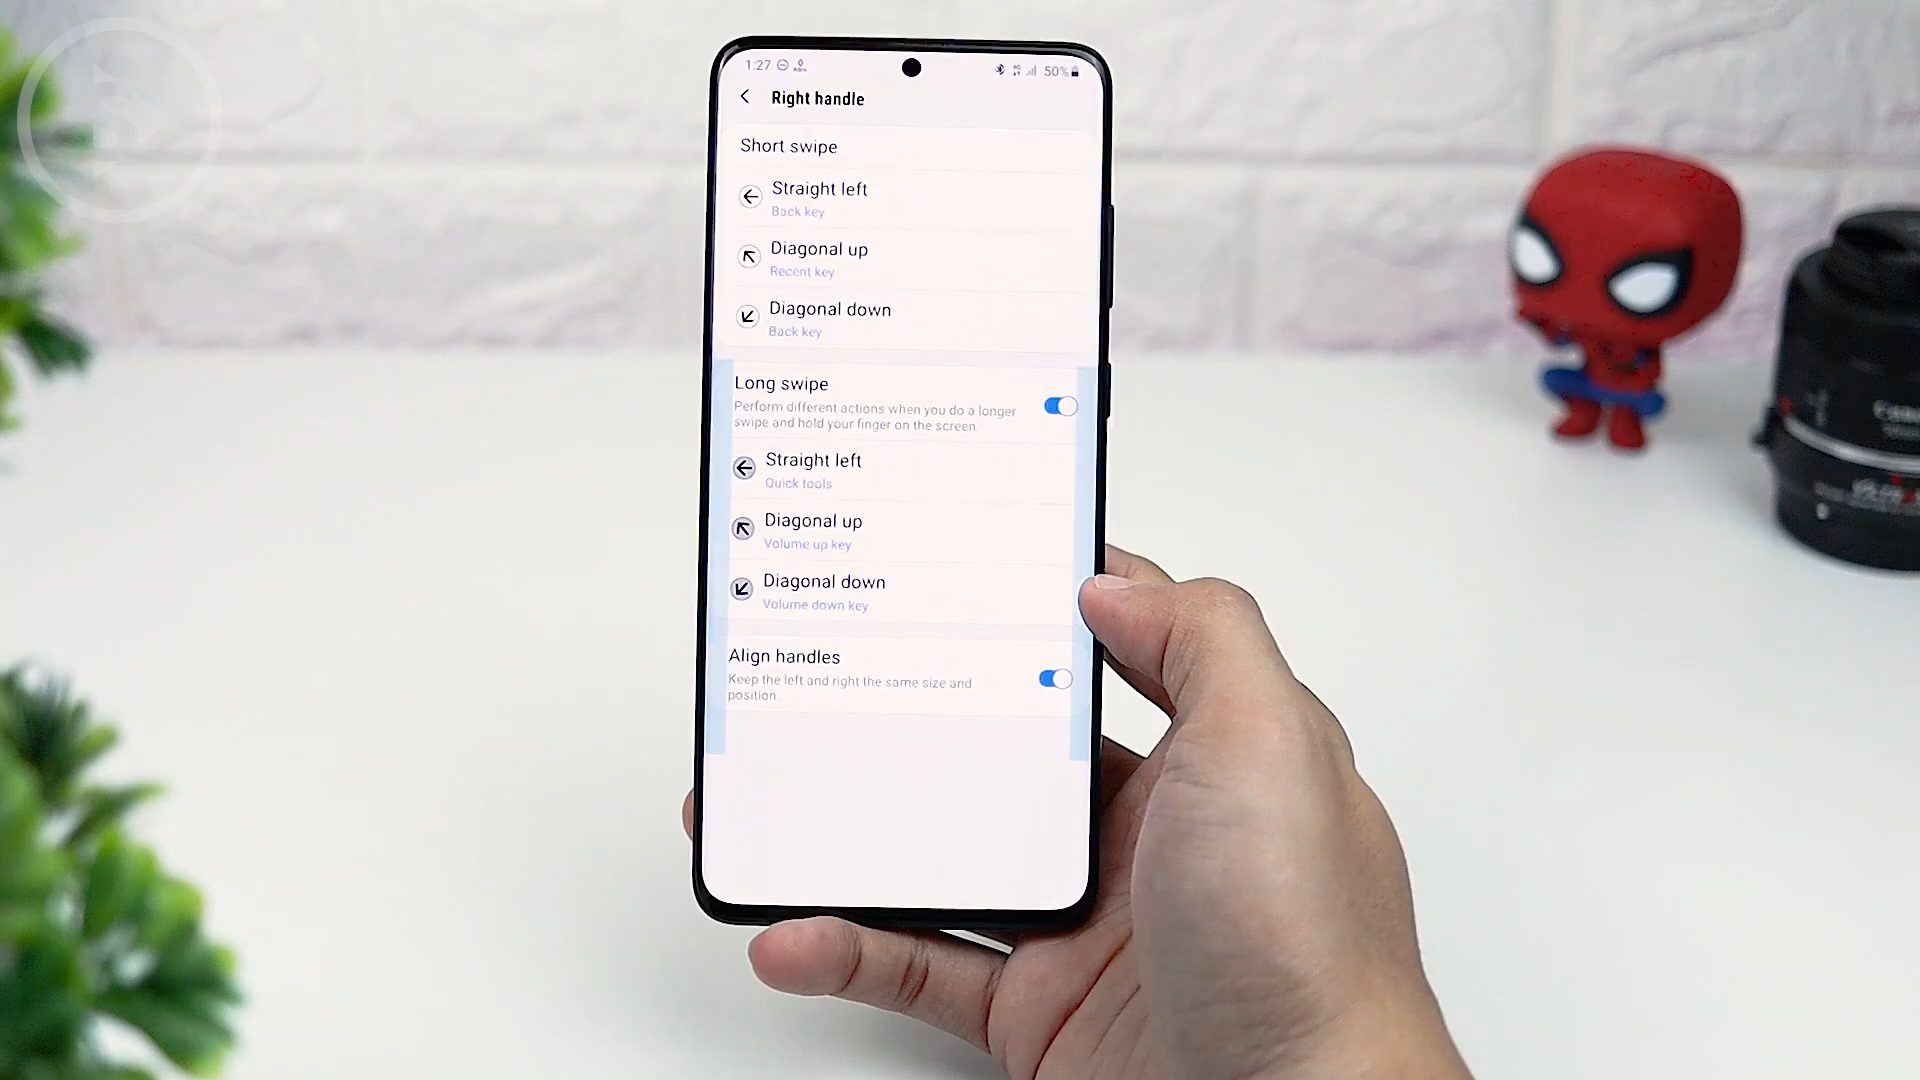 1:27
50%
Right handle
Short swipe
Straight left
Back key
Diagonal up
Recent key
Diagonal down
Back key
Long swipe
Perform different actions when you do a longer
swipe and hold your finger on the screen.
Straight left
Quick tools
Diagonal up
Volume up key
Diagonal down
Volume down key
Align handles
Keep the left and right the same size and
position.